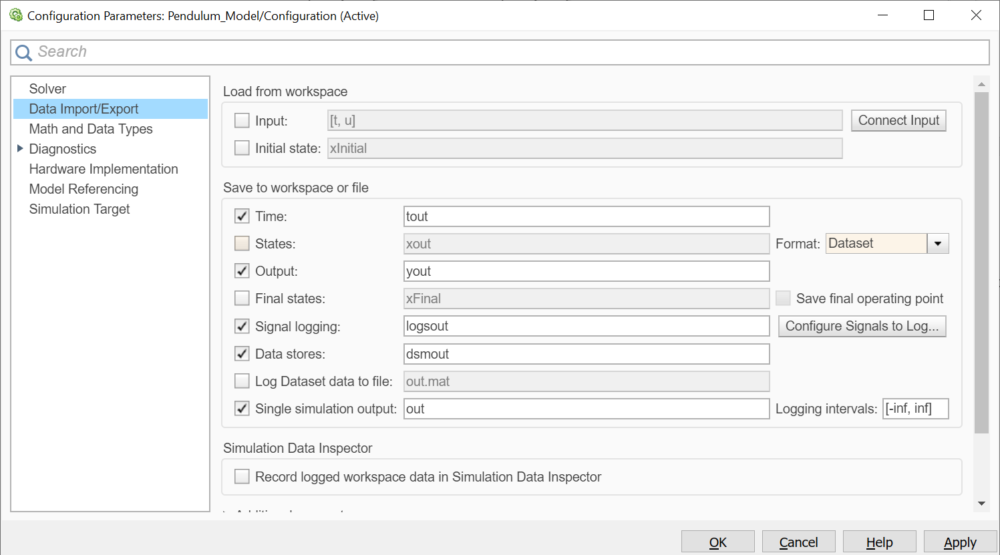 Configuration Parameters: Pendulum_Model/Configuration (Active)
Search
Solver
Data Import/Export
Math and Data Types
Diagnostics
Hardware Implementation
Model Referencing
Simulation Target
Load from workspace
Input: [t, u] Connect Input
Initial state: xInitial
Save to workspace or file
Time: tout
States: xout Format: Dataset
Output: yout
Final states: xFinal Save final operating point
Signal logging: logsout Configure Signals to Log...
Data stores: dsmout
Log Dataset data to file: out.mat
Single simulation output: out Logging intervals: [-inf, inf]
Simulation Data Inspector
Record logged workspace data in Simulation Data Inspector
OK Cancel Help Apply